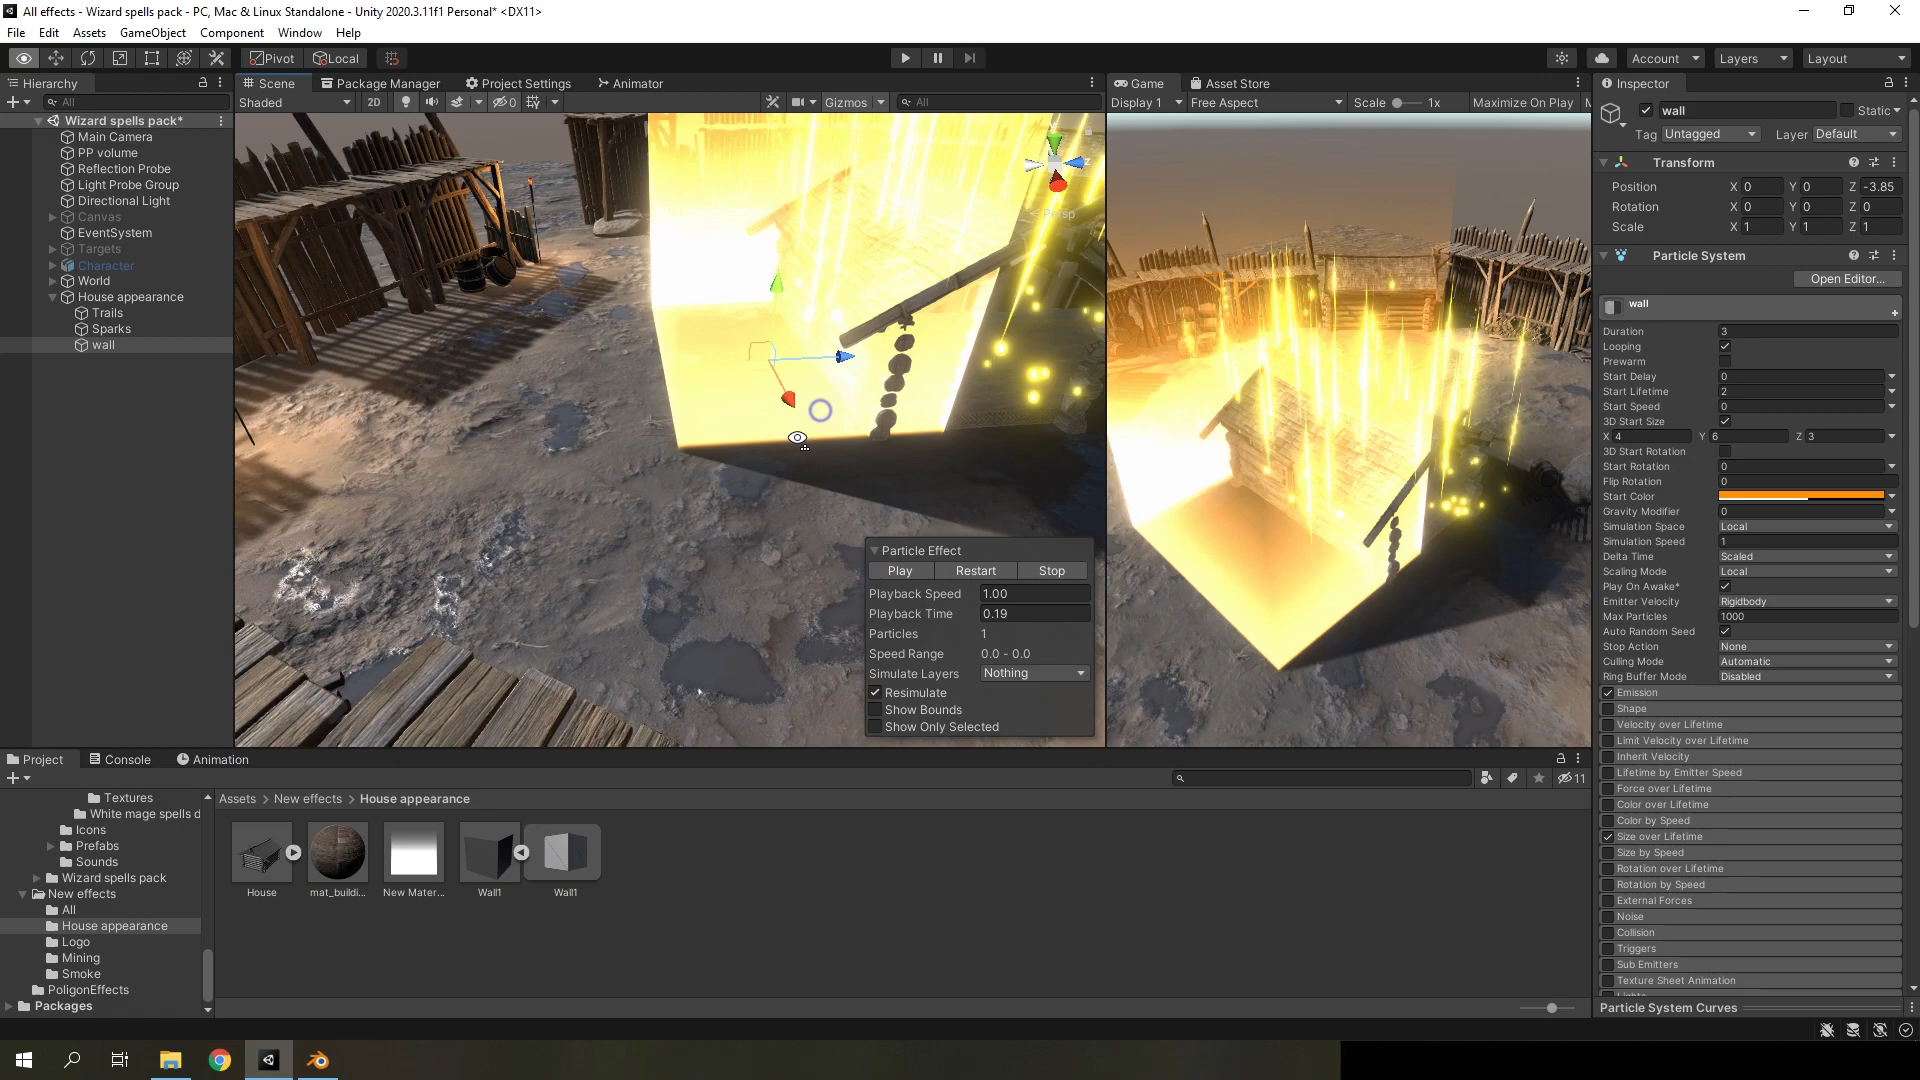 All effects - Wizard spells pack - PC, Mac & Linux Standalone - Unity 2020.3.11f1 Personal* <DX11>
File Edit Assets GameObject Component Window Help
Pivot Local Account Layers Layout
Hierarchy
All
Wizard spells pack*
Main Camera
PP volume
Reflection Probe
Light Probe Group
Directional Light
Canvas
EventSystem
Targets
Character
World
House appearance
Trails
Sparks
wall
Scene Package Manager Project Settings Animator
Shaded 2D 0 Gizmos All
Persp
Particle Effect
Play Restart Stop
Playback Speed 1.00
Playback Time 0.19
Particles 1
Speed Range 0.0 - 0.0
Simulate Layers Nothing
Resimulate
Show Bounds
Show Only Selected
Game Asset Store
Display 1 Free Aspect Scale 1x Maximize On Play M
Inspector
wall Static
Tag Untagged Layer Default
Transform
Position X 0 Y 0 Z -3.85
Rotation X 0 Y 0 Z 0
Scale X 1 Y 1 Z 1
Particle System
Open Editor...
wall
Duration 3
Looping
Prewarm
Start Delay 0
Start Lifetime 2
Start Speed 0
3D Start Size
X 4 Y 6 Z 3
3D Start Rotation
Start Rotation 0
Flip Rotation 0
Start Color
Gravity Modifier 0
Simulation Space Local
Simulation Speed 1
Delta Time Scaled
Scaling Mode Local
Play On Awake*
Emitter Velocity Rigidbody
Max Particles 1000
Auto Random Seed
Stop Action None
Culling Mode Automatic
Ring Buffer Mode Disabled
Emission
Shape
Velocity over Lifetime
Limit Velocity over Lifetime
Inherit Velocity
Lifetime by Emitter Speed
Force over Lifetime
Color over Lifetime
Color by Speed
Size over Lifetime
Size by Speed
Rotation over Lifetime
Rotation by Speed
External Forces
Noise
Collision
Triggers
Sub Emitters
Texture Sheet Animation
Particle System Curves
Project Console Animation
11
Textures
White mage spells d
Icons
Prefabs
Sounds
Wizard spells pack
New effects
All
House appearance
Logo
Mining
Smoke
PoligonEffects
Packages
Assets > New effects > House appearance
House mat_buildi... New Mater... Wall1 Wall1